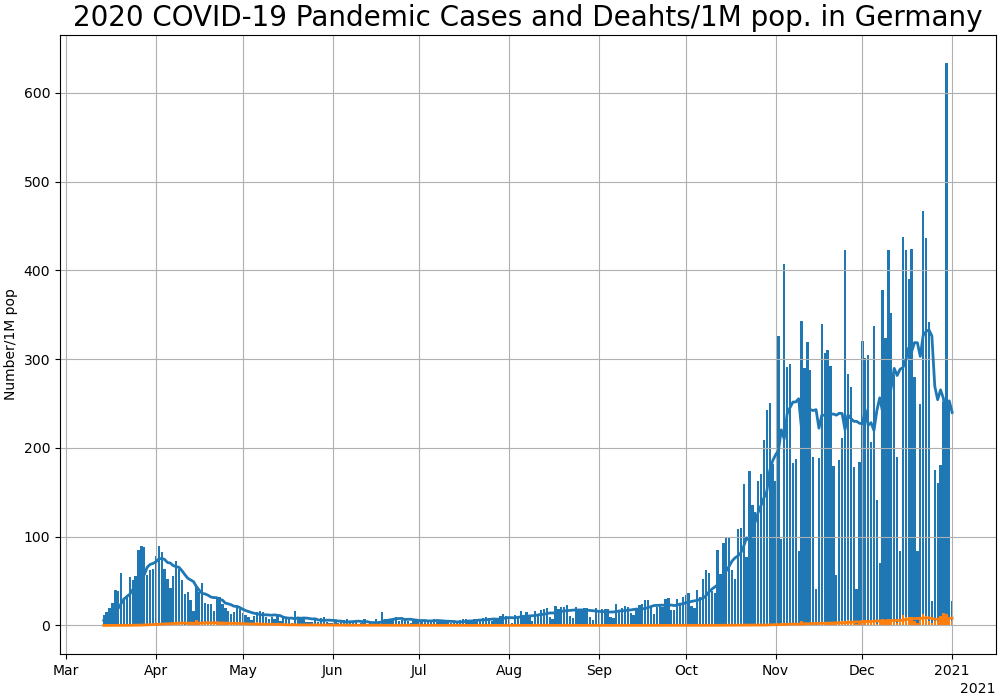 2020 COVID-19 Pandemic Cases and Deahts/1M pop. in Germany
Number/1M pop
600
500
400
300
200
100
0
Mar Apr May Jun Jul Aug Sep Oct Nov Dec 2021
2021